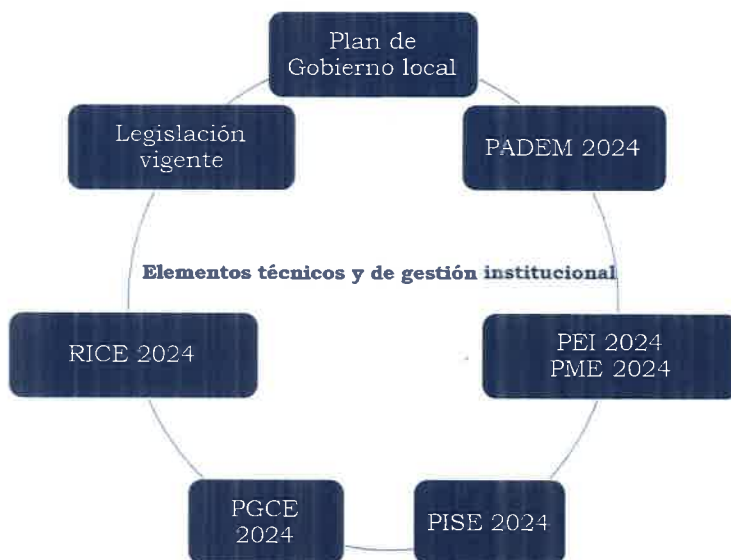 Plan de
Gobierno local
Legislación
vigente
PADEM 2024
Elementos técnicos y de gestión institucional
RICE 2024
PEI 2024
PME 2024
PGCE
2024
PISE 2024